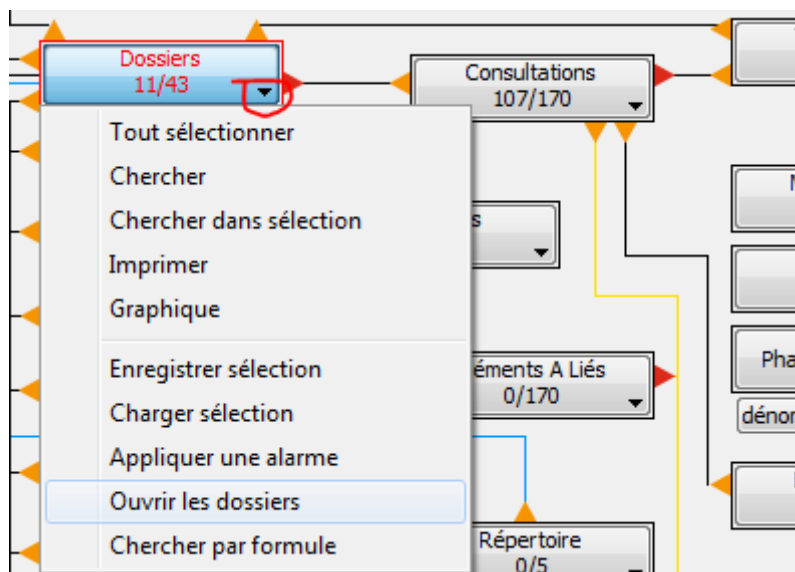 Dossiers
11/43
Consultations
107/170
Tout sélectionner
Chercher
Chercher dans sélection
Imprimer
Graphique
Enregistrer sélection
Charger sélection
Appliquer une alarme
Ouvrir les dossiers
Chercher par formule
s
éments A Liés
0/170
Répertoire
0/5
Pha
dénor